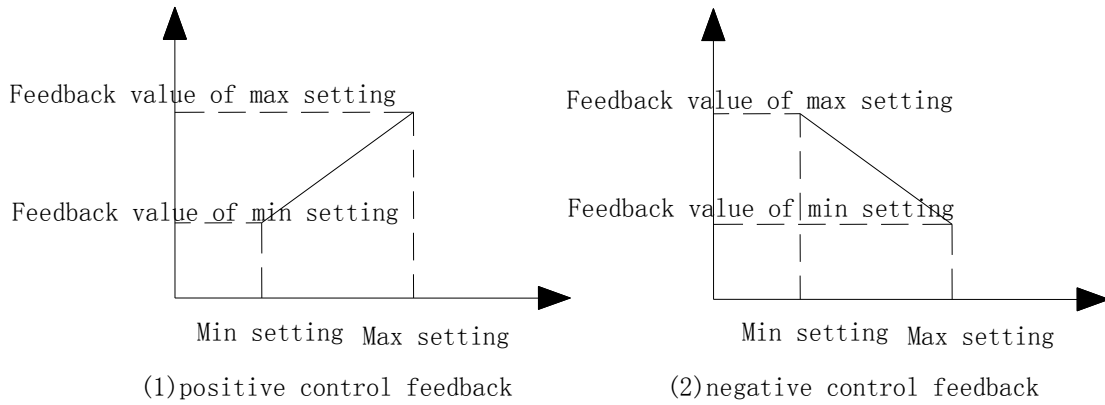 Feedback value of max setting
Feedback value of min setting
Min setting
Max setting
(1)positive control feedback
Feedback value of max setting
Feedback value of min setting
Min setting
Max setting
(2)negative control feedback